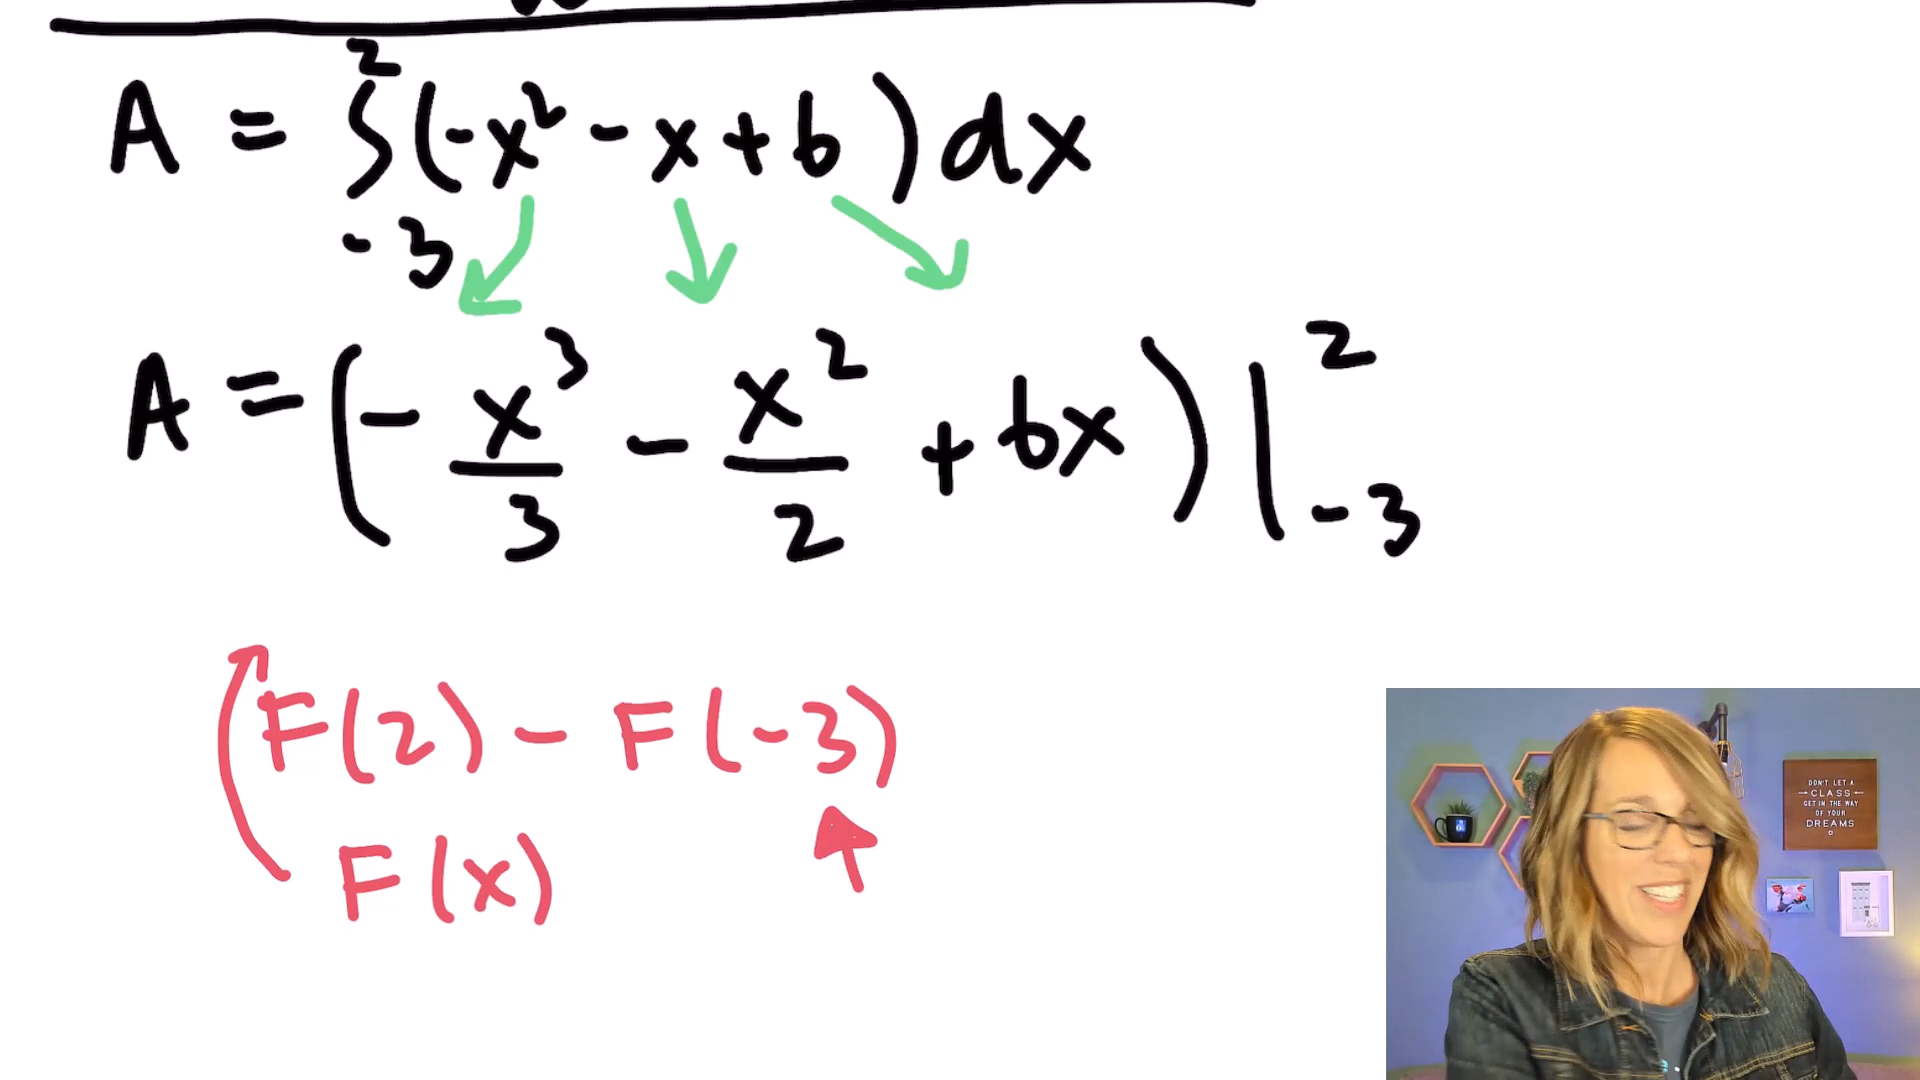 A = ∫₋₃² (-x² - x + 6) dx
A = (- x³/3 - x²/2 + 6x) |₋₃²
F(2) - F(-3)
F(x)
DON'T LET A
CLASS
GET IN THE WAY
OF YOUR
DREAMS